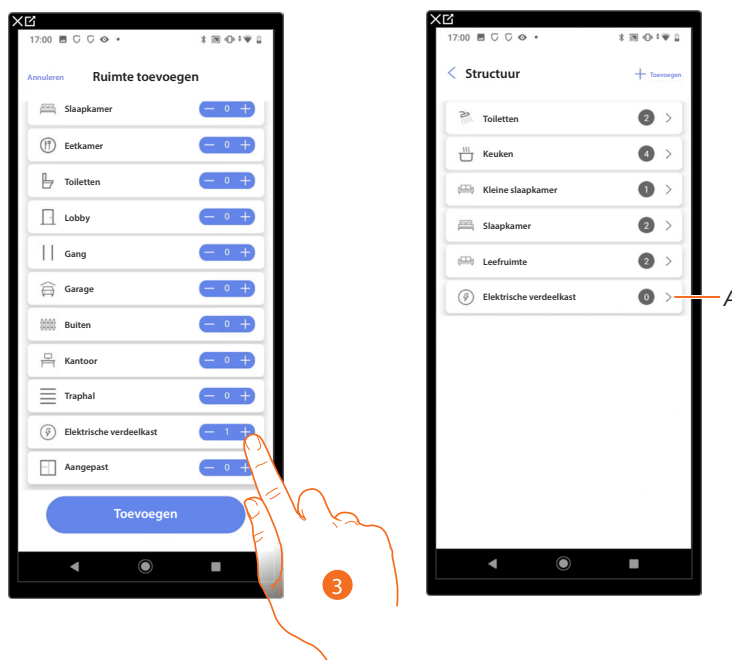 17:00
Annuleren Ruimte toevoegen
Slaapkamer 0
Eetkamer 0
Toiletten 0
Lobby 0
Gang 0
Garage 0
Buiten 0
Kantoor 0
Traphal 0
Elektrische verdeelkast 1
Aangepast 0
Toevoegen
3
17:00
Structuur Toevoegen
Toiletten 2
Keuken 4
Kleine slaapkamer 1
Slaapkamer 2
Leefruimte 2
Elektrische verdeelkast 0
A